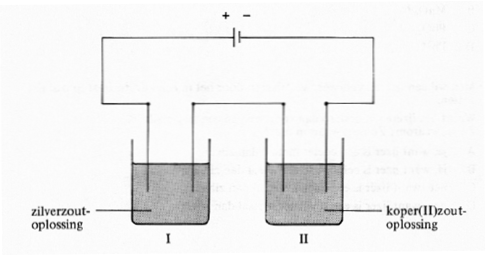 + −
zilverzout-
oplossing
koper(II)zout-
oplossing
I
II